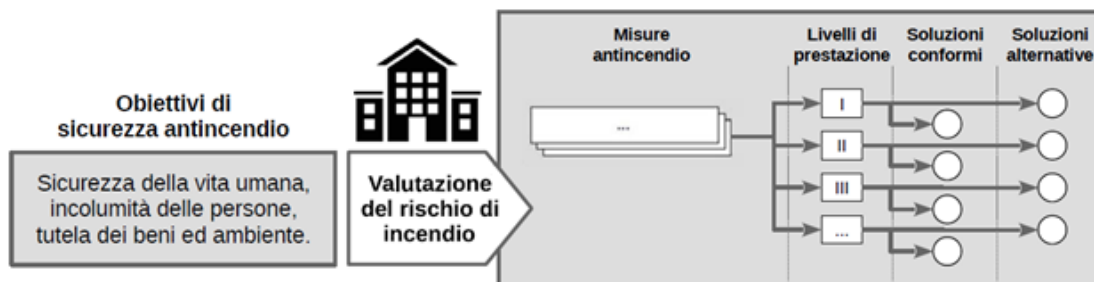 Obiettivi di
sicurezza antincendio
Sicurezza della vita umana,
incolumità delle persone,
tutela dei beni ed ambiente.
Valutazione
del rischio di
incendio
Misure
antincendio
...
Livelli di
prestazione
I
II
III
...
Soluzioni
conformi
Soluzioni
alternative